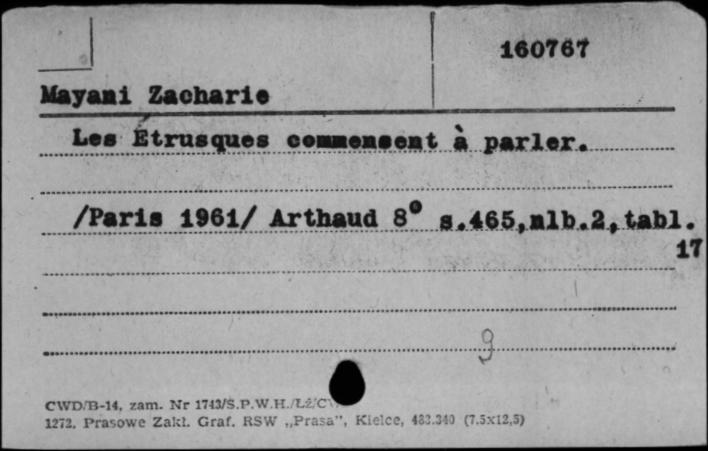 160767
Mayani Zacharie
Les Étrusques commensent à parler.
/Paris 1961/ Arthaud 8° s.465,nlb.2,tabl.
17
9
CWD/B-14, zam. Nr 1743/S.P.W.H./Łż/
1272. Prasowe Zakł. Graf. RSW „Prasa”, Kielce, 483.340 (7.5x12,5)